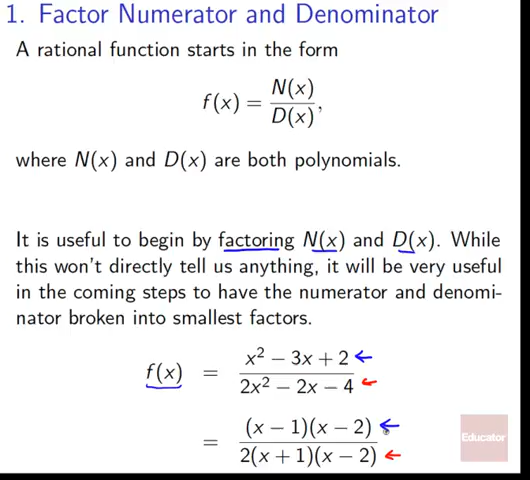 1. Factor Numerator and Denominator
A rational function starts in the form
f(x) = N(x)/D(x),
where N(x) and D(x) are both polynomials.
It is useful to begin by factoring N(x) and D(x). While
this won't directly tell us anything, it will be very useful
in the coming steps to have the numerator and denomi-
nator broken into smallest factors.
f(x) = x² − 3x + 2 / 2x² − 2x − 4
= (x − 1)(x − 2) / 2(x + 1)(x − 2)
Educator